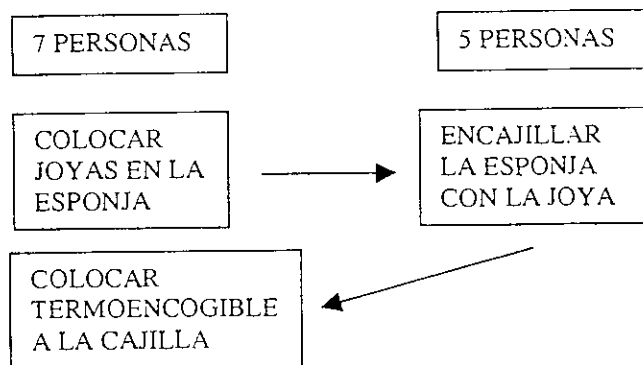 7 PERSONAS
5 PERSONAS
COLOCAR
JOYAS EN LA
ESPONJA
ENCAJILLAR
LA ESPONJA
CON LA JOYA
COLOCAR
TERMOENCOGIBLE
A LA CAJILLA